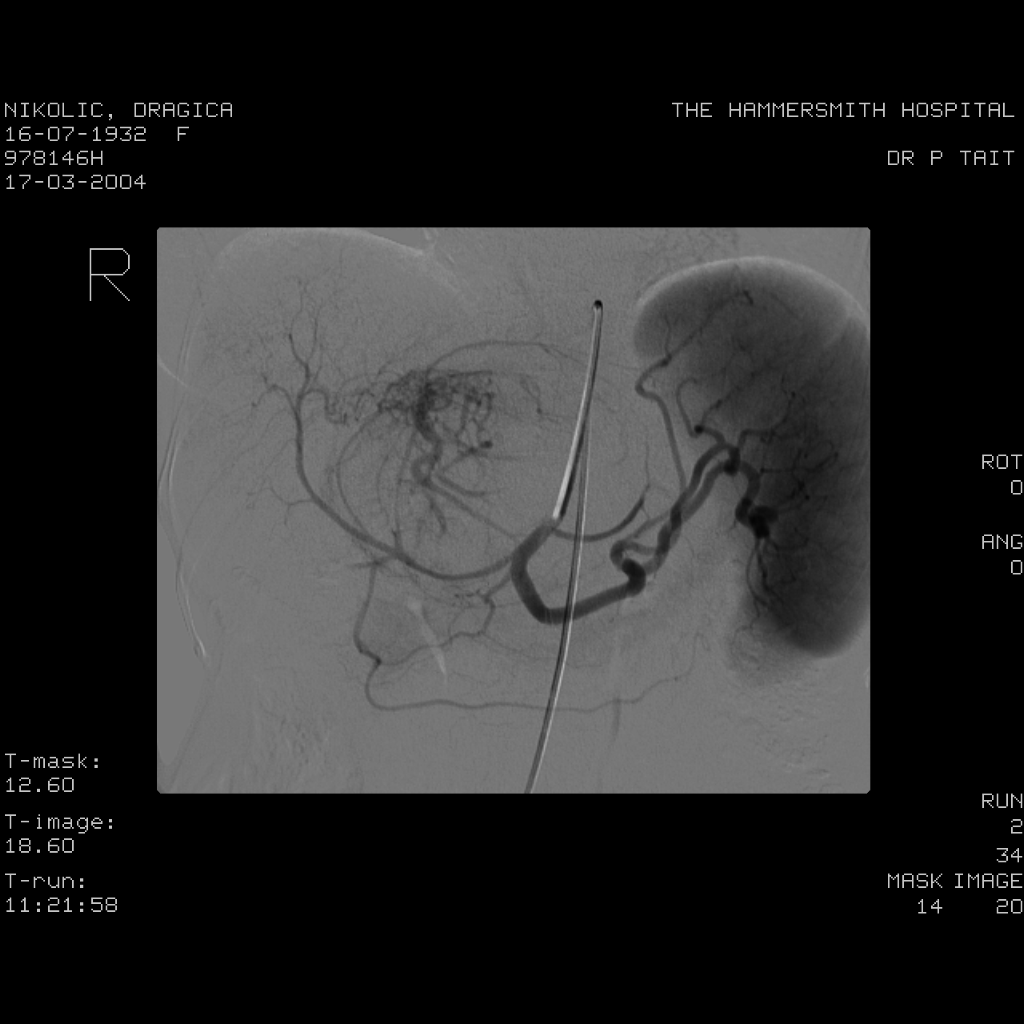 NIKOLIC, DRAGICA
16-07-1932 F
978146H
17-03-2004
THE HAMMERSMITH HOSPITAL
DR P TAIT
R
ROT
0
ANG
0
T-mask:
12.60
T-image:
18.60
T-run:
11:21:58
RUN
2
34
MASK IMAGE
14 20